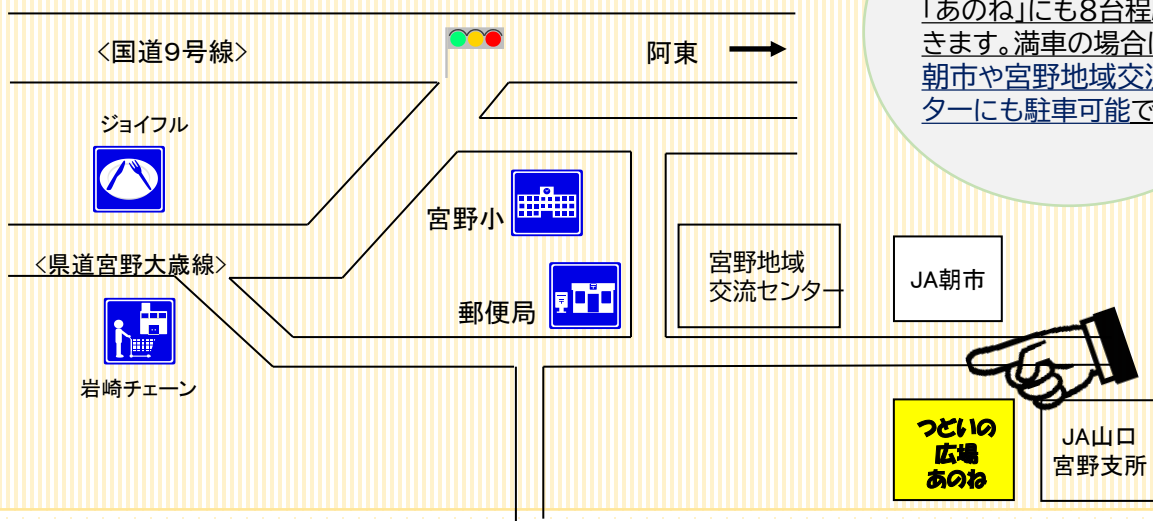 「あのね」にも8台程
きます。満車の場合
朝市や宮野地域交
ターにも駐車可能で
<国道9号線>
阿東
ジョイフル
宮野小
<県道宮野大歳線>
宮野地域
交流センター
JA朝市
郵便局
岩崎チェーン
つどいの
広場
あのね
JA山口
宮野支所